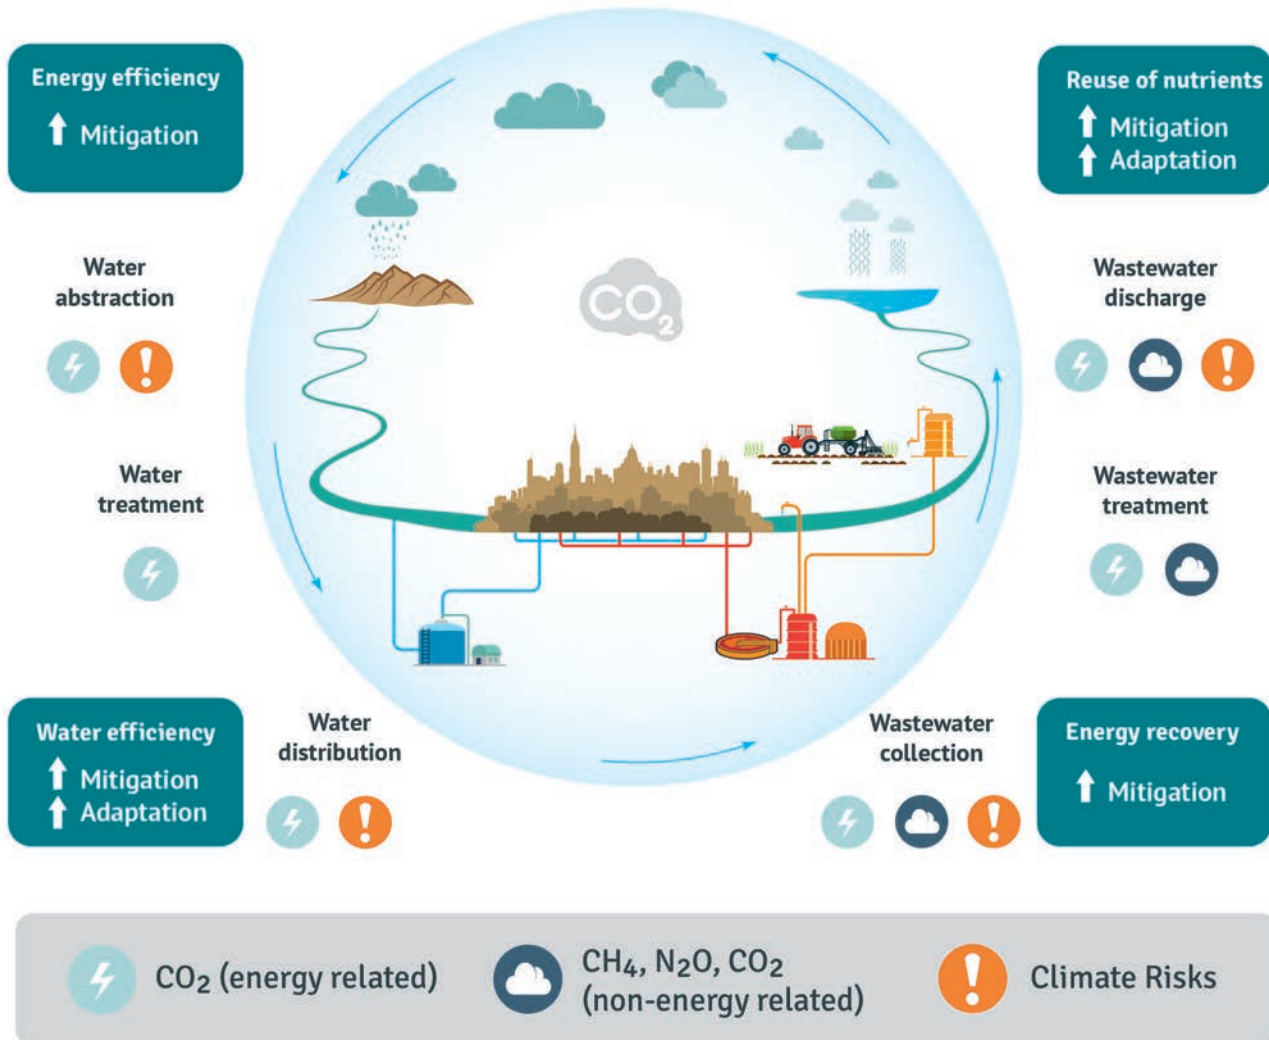 Energy efficiency
Mitigation
Reuse of nutrients
Mitigation
Adaptation
Water
abstraction
Wastewater
discharge
CO₂
Water
treatment
Wastewater
treatment
Water efficiency
Mitigation
Adaptation
Water
distribution
Wastewater
collection
Energy recovery
Mitigation
CO₂ (energy related)
CH₄, N₂O, CO₂
(non-energy related)
Climate Risks